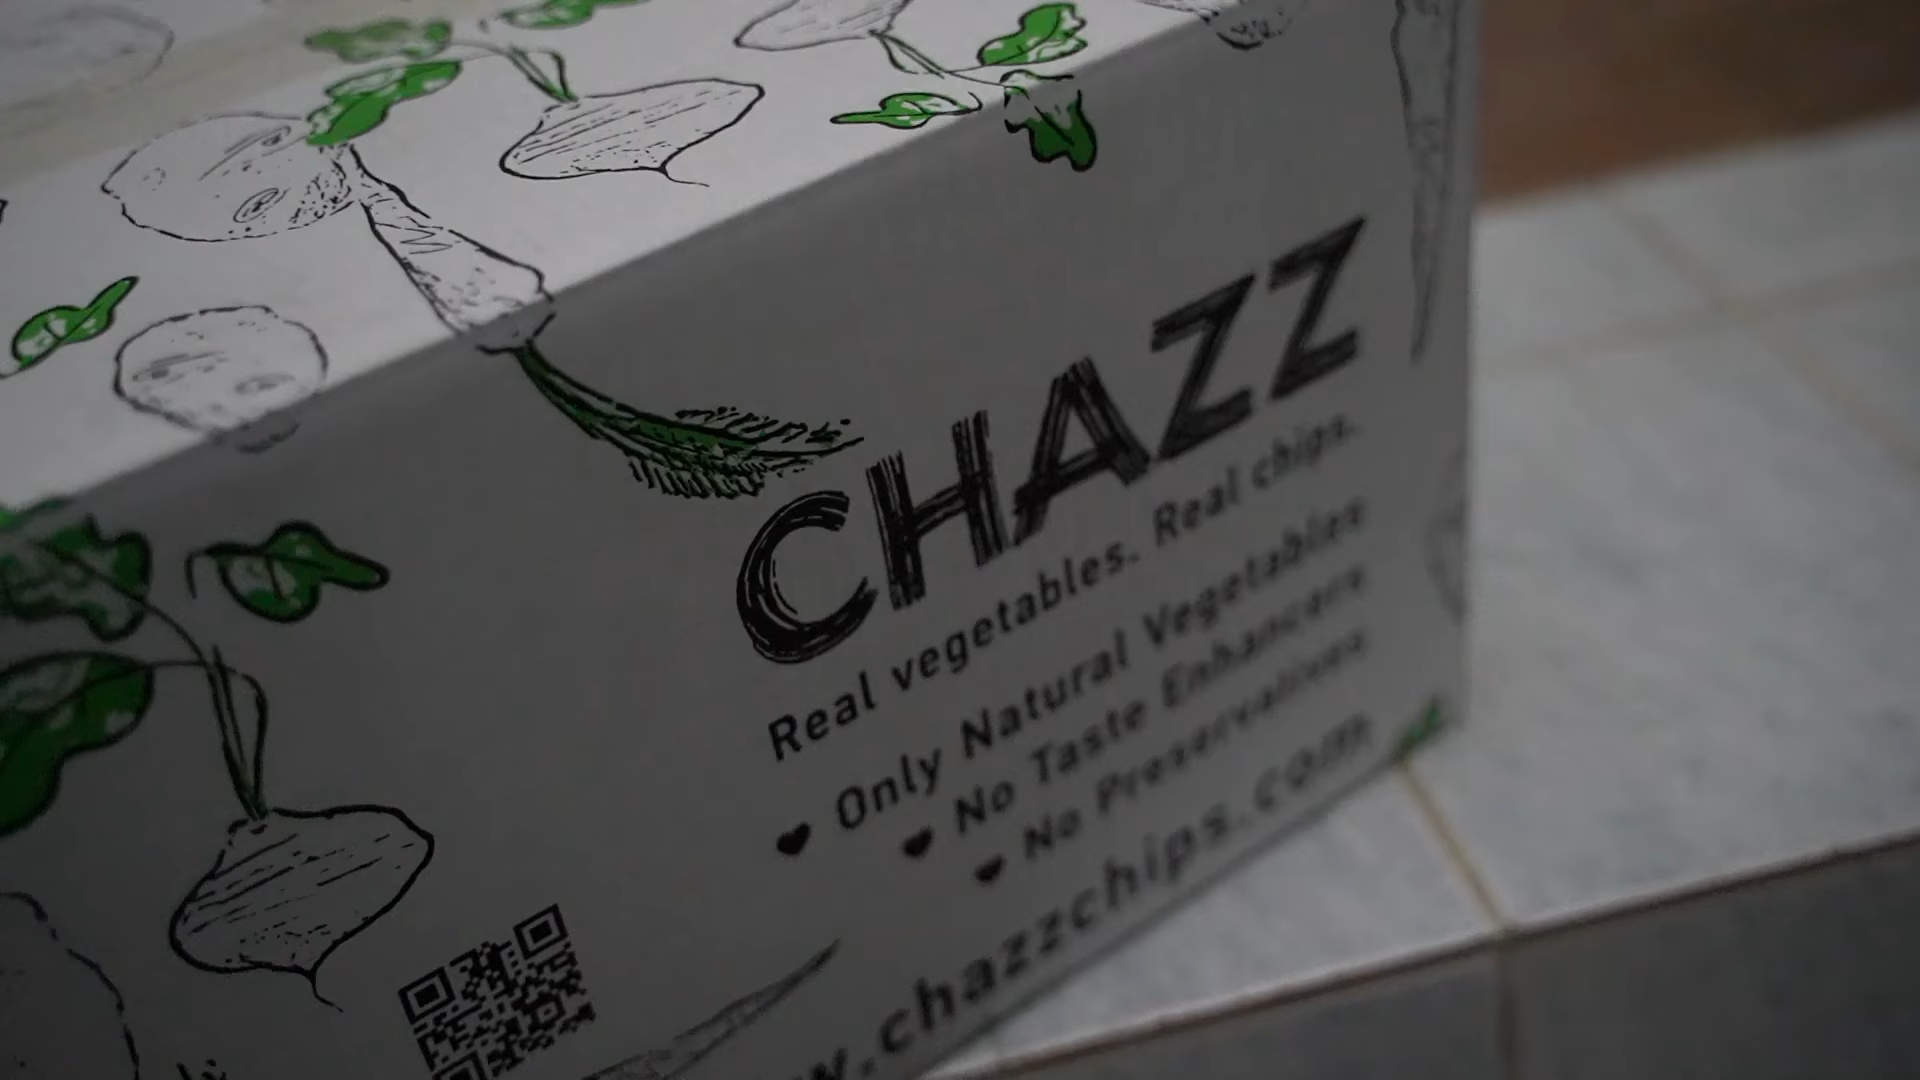 CHAZZ
Real vegetables. Real chips.
Only Natural Vegetables
No Taste Enhancers
No Preservatives
w.chazzchips.com